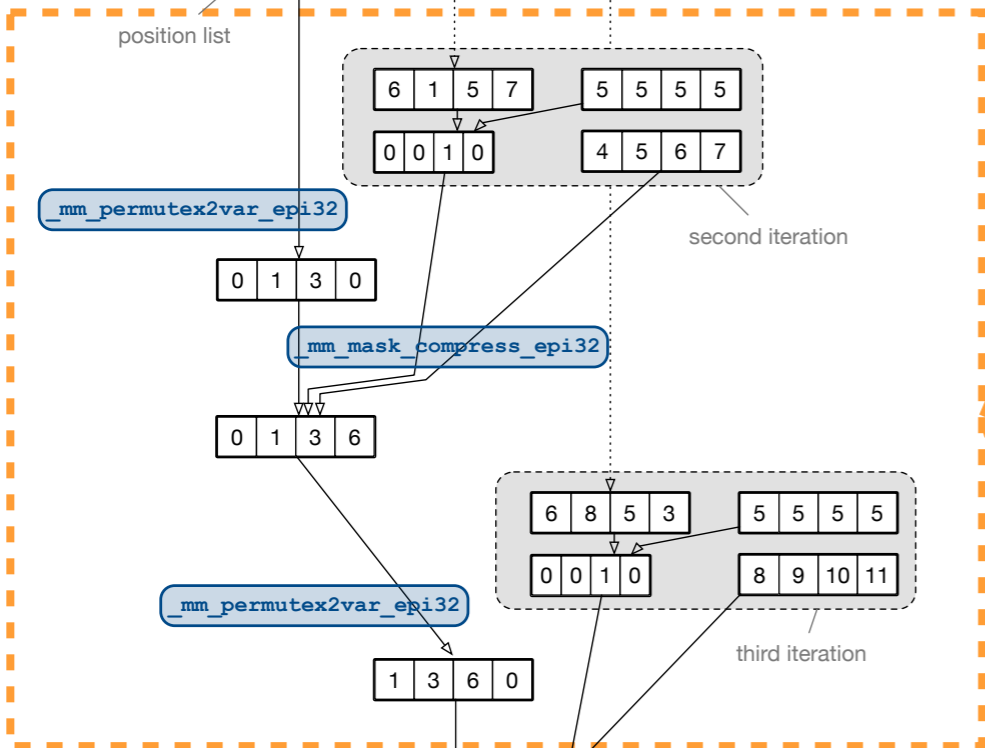 position list
6 1 5 7
5 5 5 5
0 0 1 0
4 5 6 7
_mm_permutex2var_epi32
second iteration
0 1 3 0
_mm_mask_compress_epi32
0 1 3 6
6 8 5 3
5 5 5 5
0 0 1 0
8 9 10 11
_mm_permutex2var_epi32
third iteration
1 3 6 0